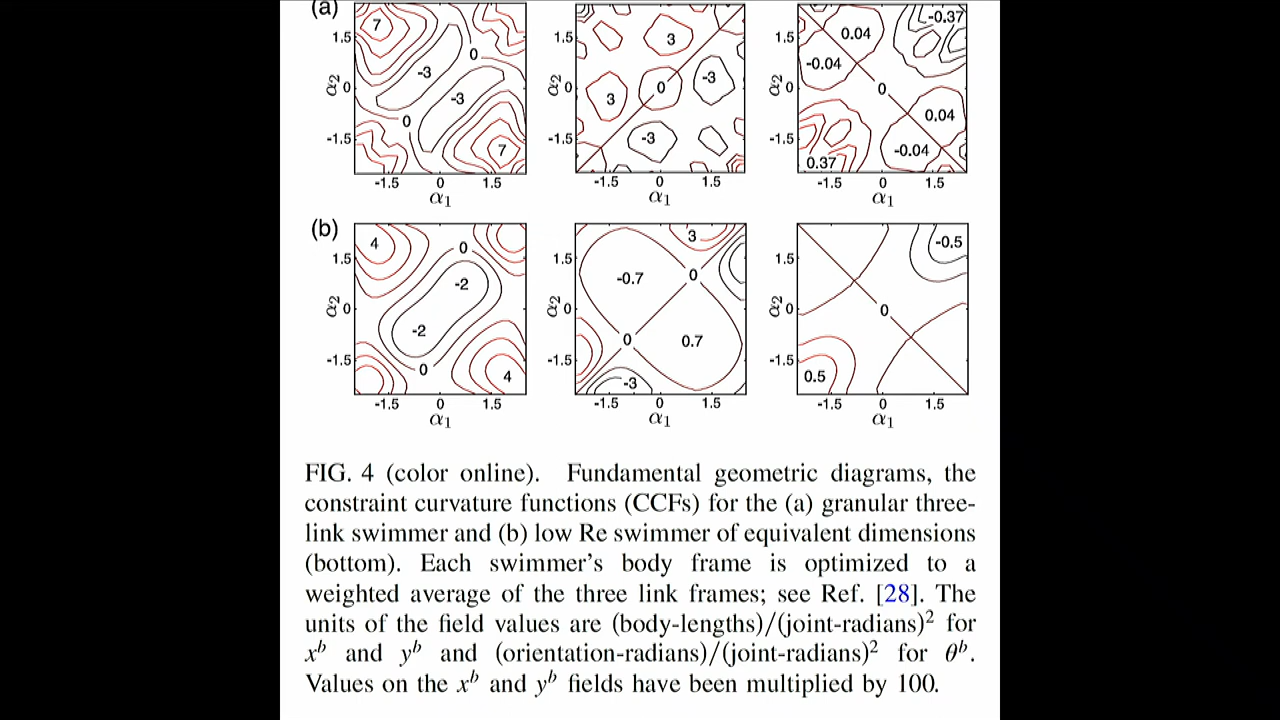 (a)
7
0
-3
-3
0
7
1.5
0
-1.5
α2
-1.5 0 1.5
α1
3
-3
0
3
-3
1.5
0
-1.5
α2
-1.5 0 1.5
α1
-0.37
0.04
-0.04
0
0.04
-0.04
0.37
1.5
0
-1.5
α2
-1.5 0 1.5
α1
(b)
4
0
-2
-2
0
4
1.5
0
-1.5
α2
-1.5 0 1.5
α1
3
0
-0.7
0
0.7
-3
1.5
0
-1.5
α2
-1.5 0 1.5
α1
-0.5
0
0.5
1.5
0
-1.5
α2
-1.5 0 1.5
α1
FIG. 4 (color online). Fundamental geometric diagrams, the
constraint curvature functions (CCFs) for the (a) granular three-
link swimmer and (b) low Re swimmer of equivalent dimensions
(bottom). Each swimmer's body frame is optimized to a
weighted average of the three link frames; see Ref. [28]. The
units of the field values are (body-lengths)/(joint-radians)² for
xᵇ and yᵇ and (orientation-radians)/(joint-radians)² for θᵇ.
Values on the xᵇ and yᵇ fields have been multiplied by 100.